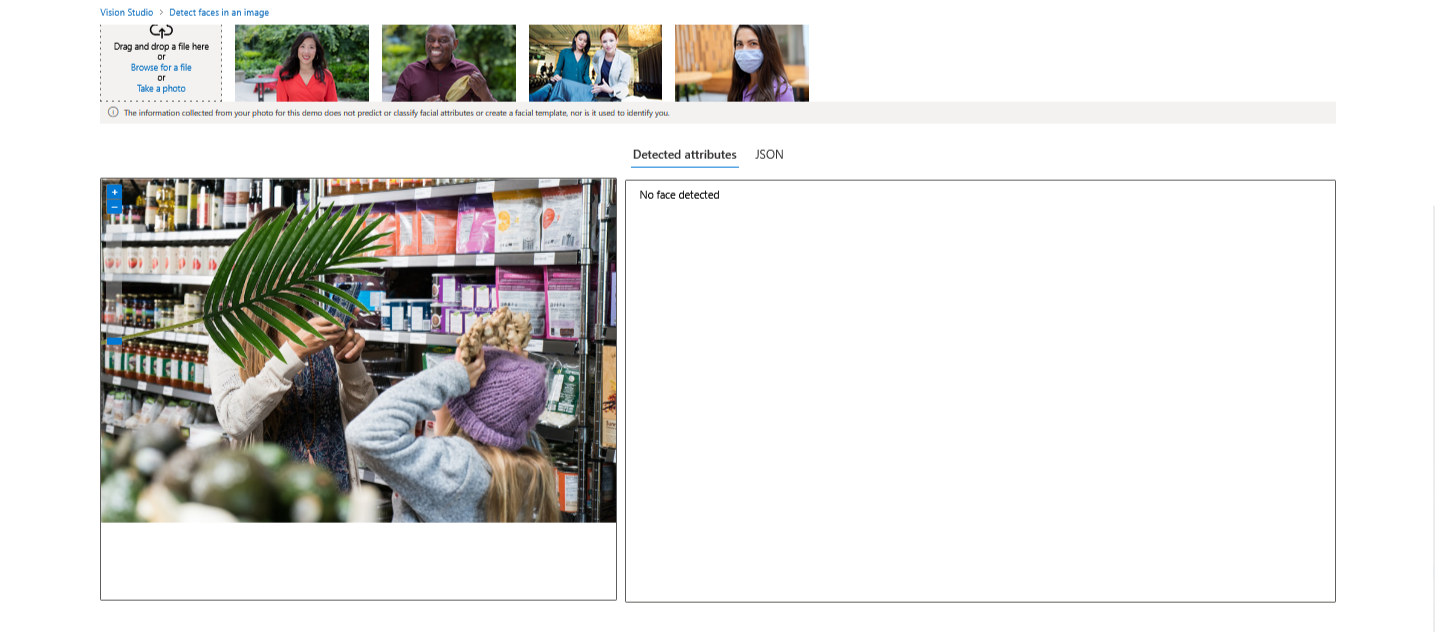 Vision Studio > Detect faces in an image
Drag and drop a file here
or
Browse for a file
or
Take a photo
The information collected from your photo for this demo does not predict or classify facial attributes or create a facial template, nor is it used to identify you.
Detected attributes JSON
+
−
No face detected